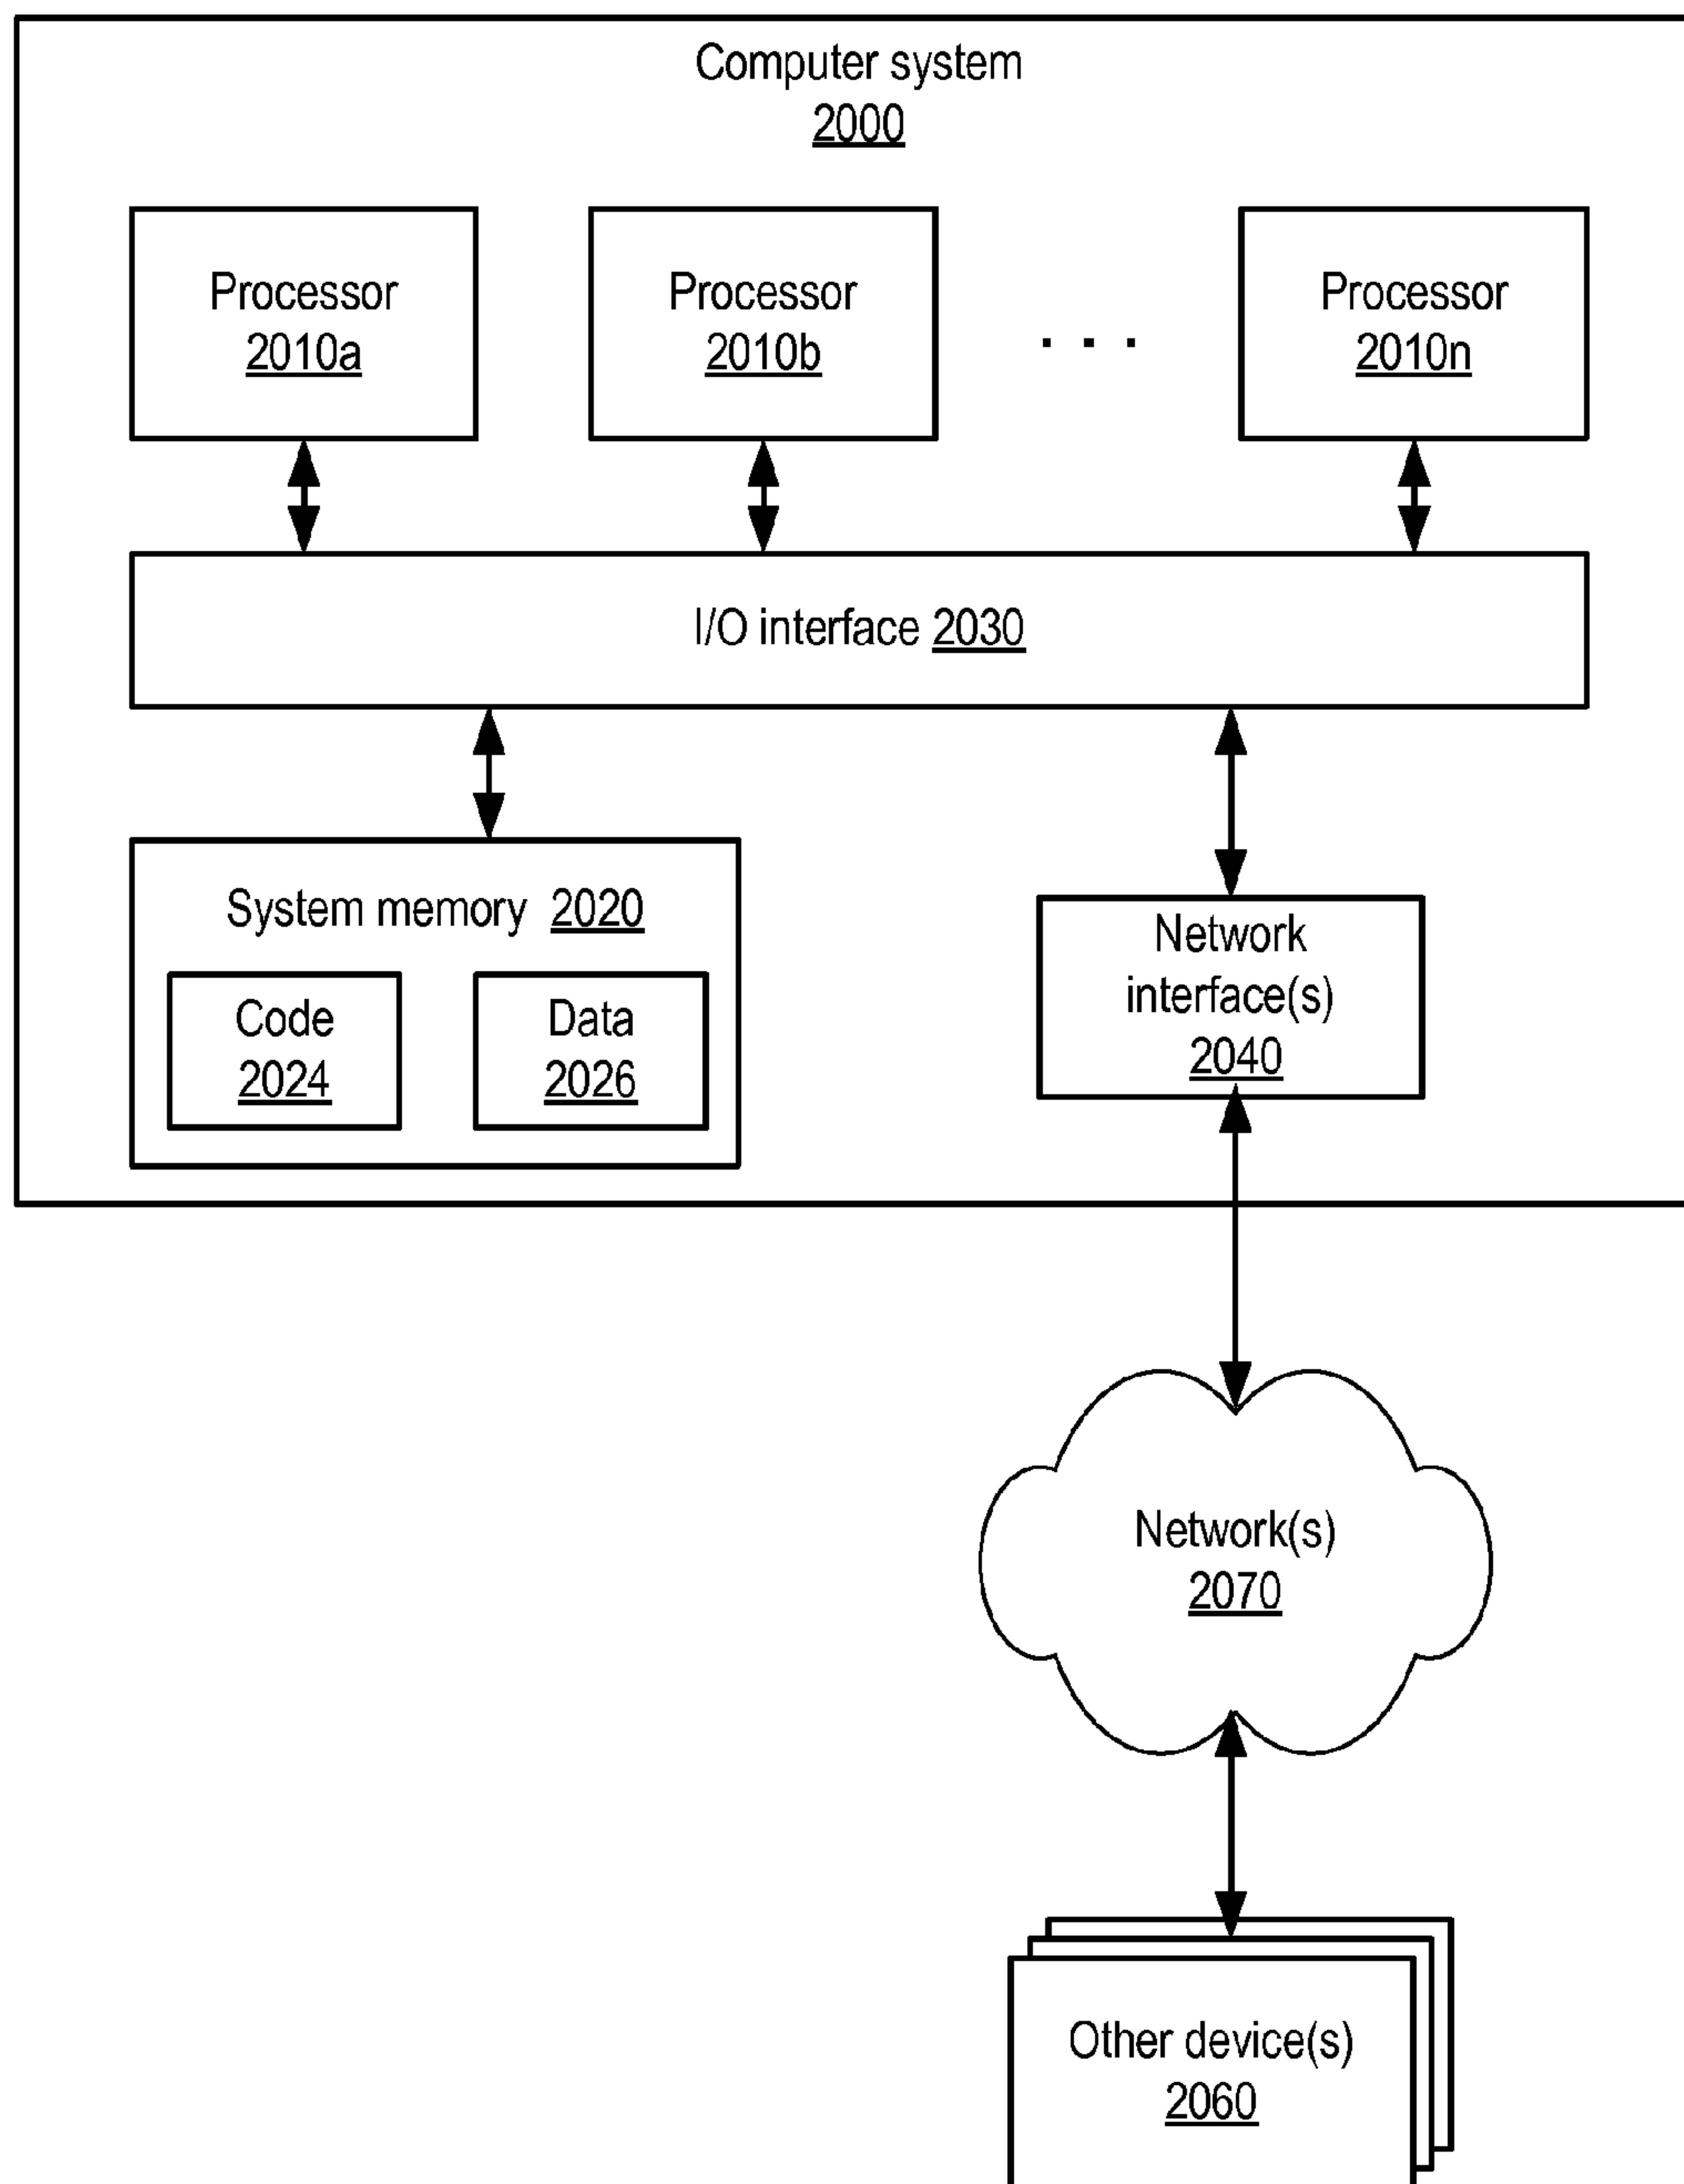 Computer system
2000
Processor
2010a
Processor
2010b
. . .
Processor
2010n
I/O interface 2030
System memory 2020
Code
2024
Data
2026
Network
interface(s)
2040
Network(s)
2070
Other device(s)
2060